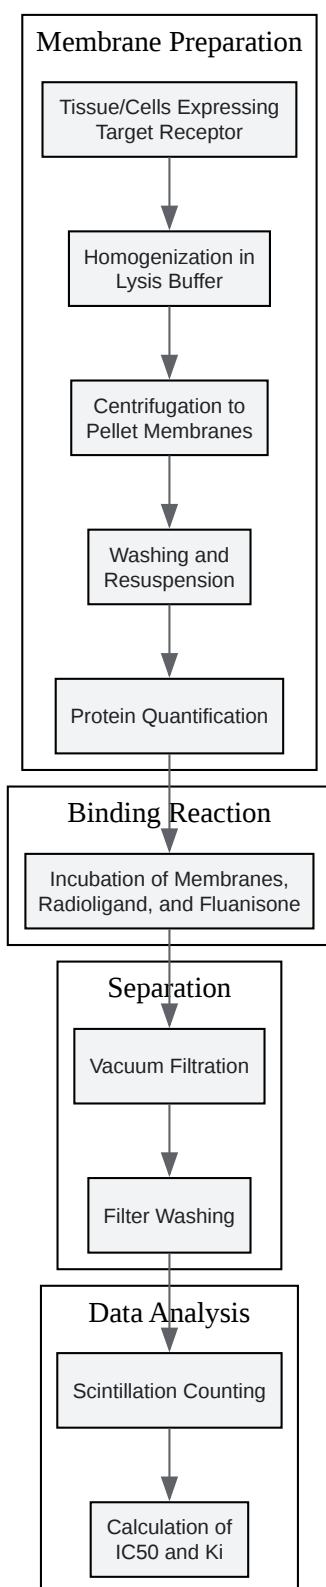 Membrane Preparation
Tissue/Cells Expressing
Target Receptor
Homogenization in
Lysis Buffer
Centrifugation to
Pellet Membranes
Washing and
Resuspension
Protein Quantification
Binding Reaction
Incubation of Membranes,
Radioligand, and Fluanisone
Separation
Vacuum Filtration
Filter Washing
Data Analysis
Scintillation Counting
Calculation of
IC50 and Ki